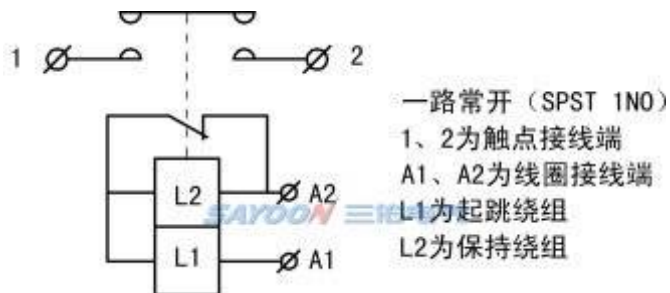 1
2
一路常开（SPST 1NO）
1、2为触点接线端
A1、A2为线圈接线端
L1为起跳绕组
L2为保持绕组
L2
A2
SAYOON 三佑
L1
A1